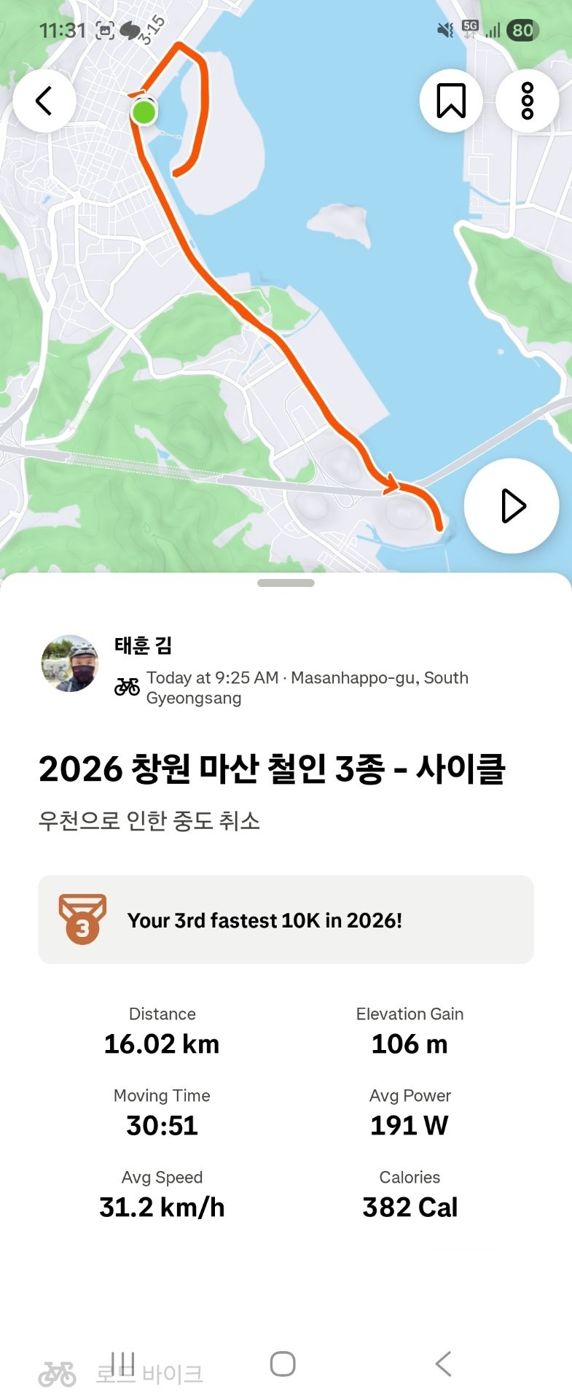 11:31
5G
80
3·15
태훈 김
Today at 9:25 AM · Masanhappo-gu, South
Gyeongsang
2026 창원 마산 철인 3종 - 사이클
우천으로 인한 중도 취소
3
Your 3rd fastest 10K in 2026!
Distance
Elevation Gain
16.02 km
106 m
Moving Time
Avg Power
30:51
191 W
Avg Speed
Calories
31.2 km/h
382 Cal
로드 바이크